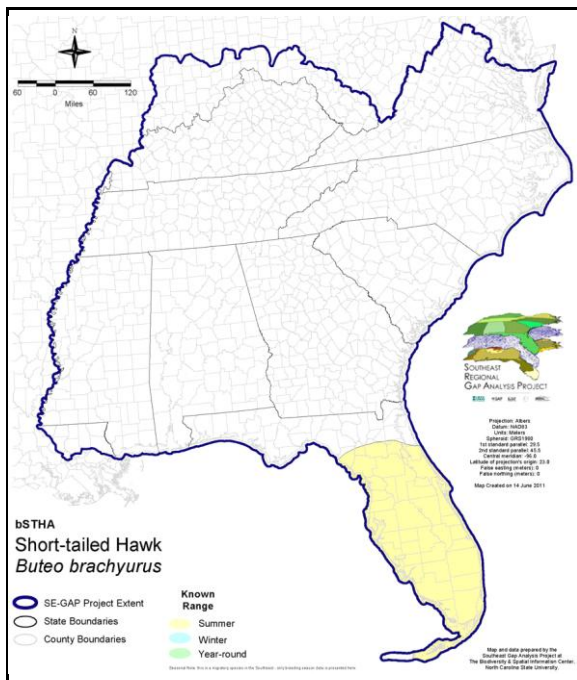 N
60 0 60 120
Miles
SOUTHEAST
REGIONAL
GAP ANALYSIS PROJECT
Projection: Albers
Datum: NAD83
Units: Meters
Spheroid: GRS1980
1st standard parallel: 29.5
2nd standard parallel: 45.5
Central meridian: -96.0
Latitude of projection's origin: 23.0
False easting (meters): 0
False northing (meters): 0
Map Created on 14 June 2011
bSTHA
Short-tailed Hawk
Buteo brachyurus
SE-GAP Project Extent
State Boundaries
County Boundaries
Known
Range
Summer
Winter
Year-round
Map and data prepared by the
Southeast Gap Analysis Project at
The Biodiversity & Spatial Information Center,
North Carolina State University.